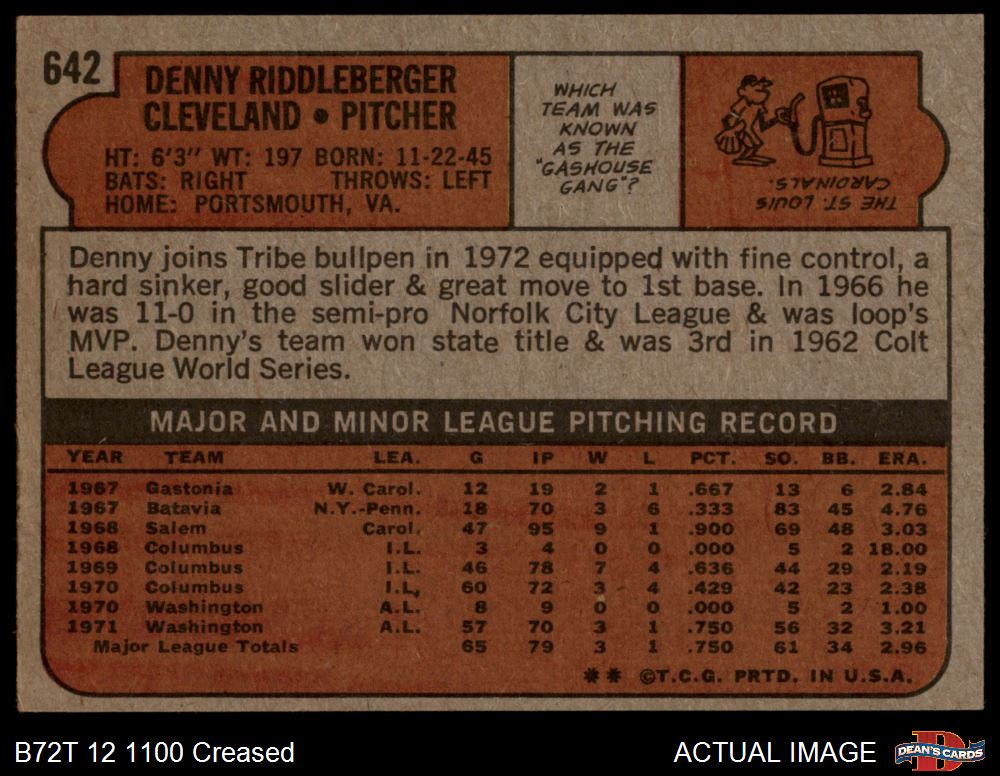 642
DENNY RIDDLEBERGER
CLEVELAND • PITCHER
HT: 6'3" WT: 197 BORN: 11-22-45
BATS: RIGHT THROWS: LEFT
HOME: PORTSMOUTH, VA.
WHICH
TEAM WAS
KNOWN
AS THE
"GASHOUSE
GANG"?
THE ST. LOUIS
CARDINALS.
Denny joins Tribe bullpen in 1972 equipped with fine control, a
hard sinker, good slider & great move to 1st base. In 1966 he
was 11-0 in the semi-pro Norfolk City League & was loop's
MVP. Denny's team won state title & was 3rd in 1962 Colt
League World Series.
MAJOR AND MINOR LEAGUE PITCHING RECORD
YEAR TEAM LEA. G IP W L PCT. SO. BB. ERA.
1967 Gastonia W. Carol. 12 19 2 1 .667 13 6 2.84
1967 Batavia N.Y.-Penn. 18 70 3 6 .333 83 45 4.76
1968 Salem Carol. 47 95 9 1 .900 69 48 3.03
1968 Columbus I.L. 3 4 0 0 .000 5 2 18.00
1969 Columbus I.L. 46 78 7 4 .636 44 29 2.19
1970 Columbus I.L. 60 72 3 4 .429 42 23 2.38
1970 Washington A.L. 8 9 0 0 .000 5 2 1.00
1971 Washington A.L. 57 70 3 1 .750 56 32 3.21
Major League Totals 65 79 3 1 .750 61 34 2.96
** ©T.C.G. PRTD. IN U.S.A.
B72T 12 1100 Creased ACTUAL IMAGE DEAN'S CARDS